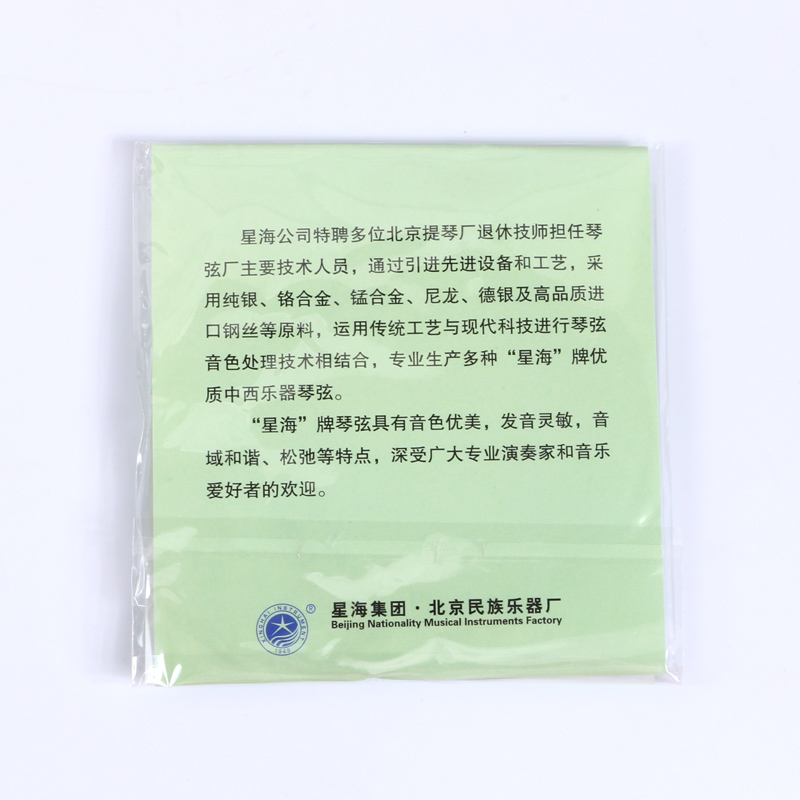 星海公司特聘多位北京提琴厂退休技师担任琴
弦厂主要技术人员，通过引进先进设备和工艺，采
用纯银、铬合金、锰合金、尼龙、德银及高品质进
口钢丝等原料，运用传统工艺与现代科技进行琴弦
音色处理技术相结合，专业生产多种“星海”牌优
质中西乐器琴弦。
“星海”牌琴弦具有音色优美，发音灵敏，音
域和谐、松弛等特点，深受广大专业演奏家和音乐
爱好者的欢迎。
XINGHAI INSTRUMENT
1949
®
星海集团·北京民族乐器厂
Beijing Nationality Musical Instruments Factory